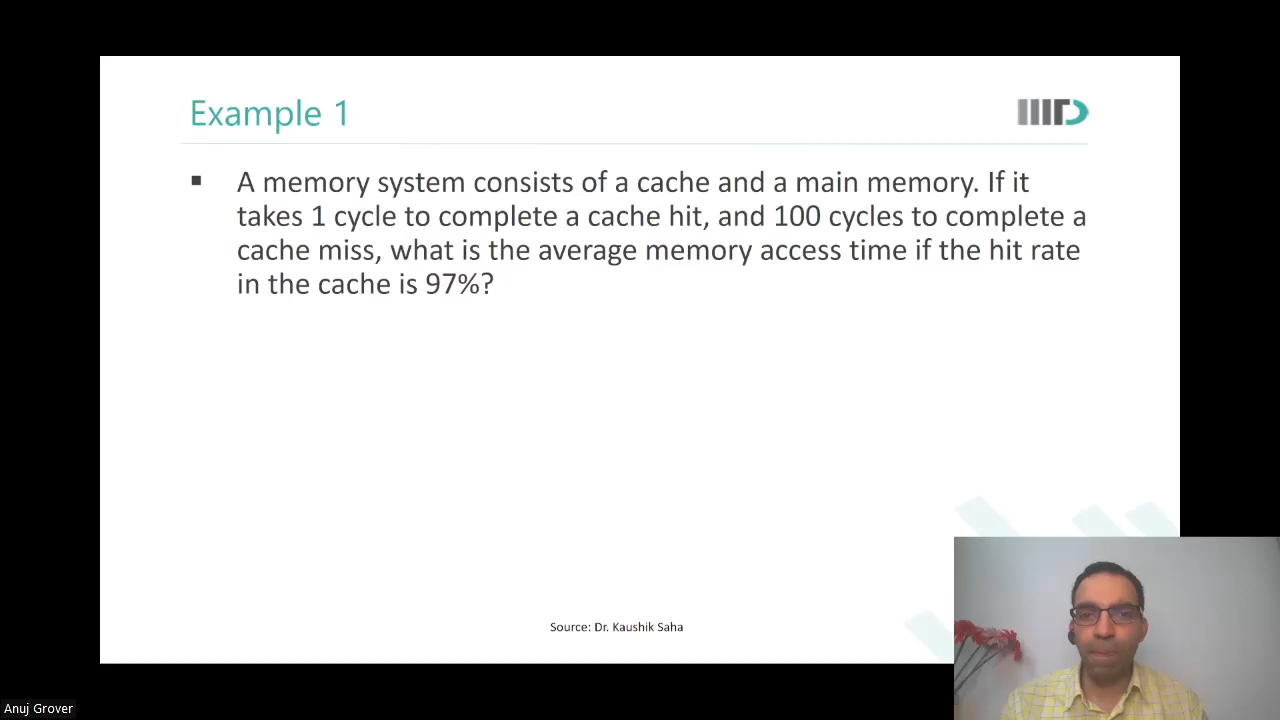 Example 1
IIITD
▪ A memory system consists of a cache and a main memory. If it
takes 1 cycle to complete a cache hit, and 100 cycles to complete a
cache miss, what is the average memory access time if the hit rate
in the cache is 97%?
Source: Dr. Kaushik Saha
Anuj Grover